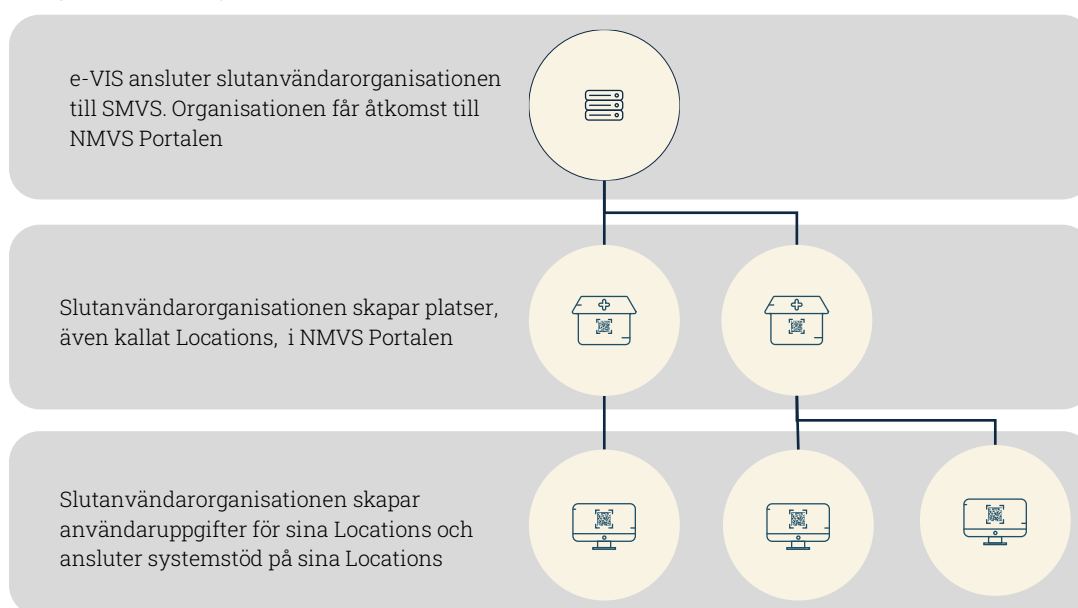 e-VIS ansluter slutanvändarorganisationen
till SMVS. Organisationen får åtkomst till
NMVS Portalen
Slutanvändarorganisationen skapar platser,
även kallat Locations, i NMVS Portalen
Slutanvändarorganisationen skapar
användaruppgifter för sina Locations och
ansluter systemstöd på sina Locations